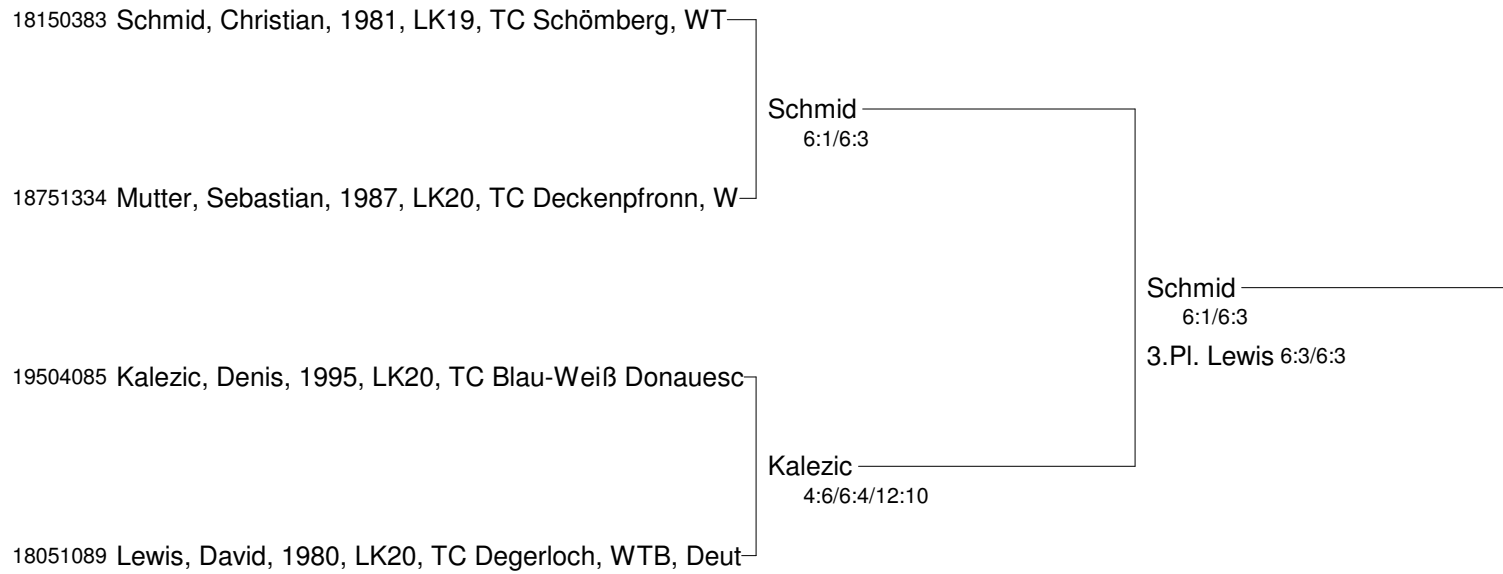 18150383 Schmid, Christian, 1981, LK19, TC Schömberg, WT
Schmid
6:1/6:3
18751334 Mutter, Sebastian, 1987, LK20, TC Deckenpfronn, W
Schmid
6:1/6:3
3.Pl. Lewis 6:3/6:3
19504085 Kalezic, Denis, 1995, LK20, TC Blau-Weiß Donauesc
Kalezic
4:6/6:4/12:10
18051089 Lewis, David, 1980, LK20, TC Degerloch, WTB, Deut